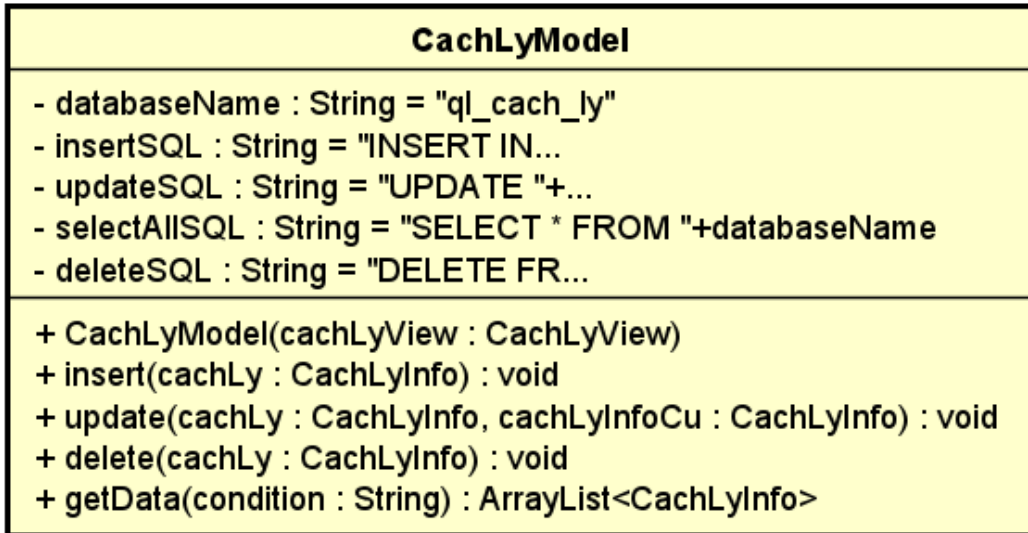 CachLyModel
- databaseName : String = "ql_cach_ly"
- insertSQL : String = "INSERT IN...
- updateSQL : String = "UPDATE "+...
- selectAllSQL : String = "SELECT * FROM "+databaseName
- deleteSQL : String = "DELETE FR...
+ CachLyModel(cachLyView : CachLyView)
+ insert(cachLy : CachLyInfo) : void
+ update(cachLy : CachLyInfo, cachLyInfoCu : CachLyInfo) : void
+ delete(cachLy : CachLyInfo) : void
+ getData(condition : String) : ArrayList<CachLyInfo>